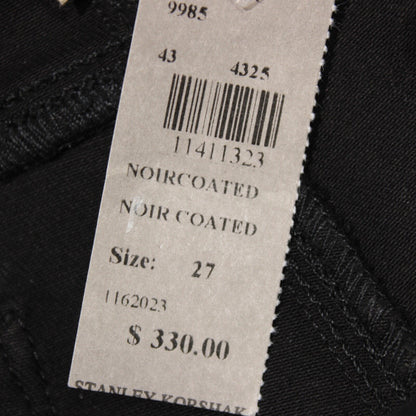 9985
43 4325
11411323
NOIRCOATED
NOIR COATED
Size: 27
1162023
$ 330.00
STANLEY KORSHAK